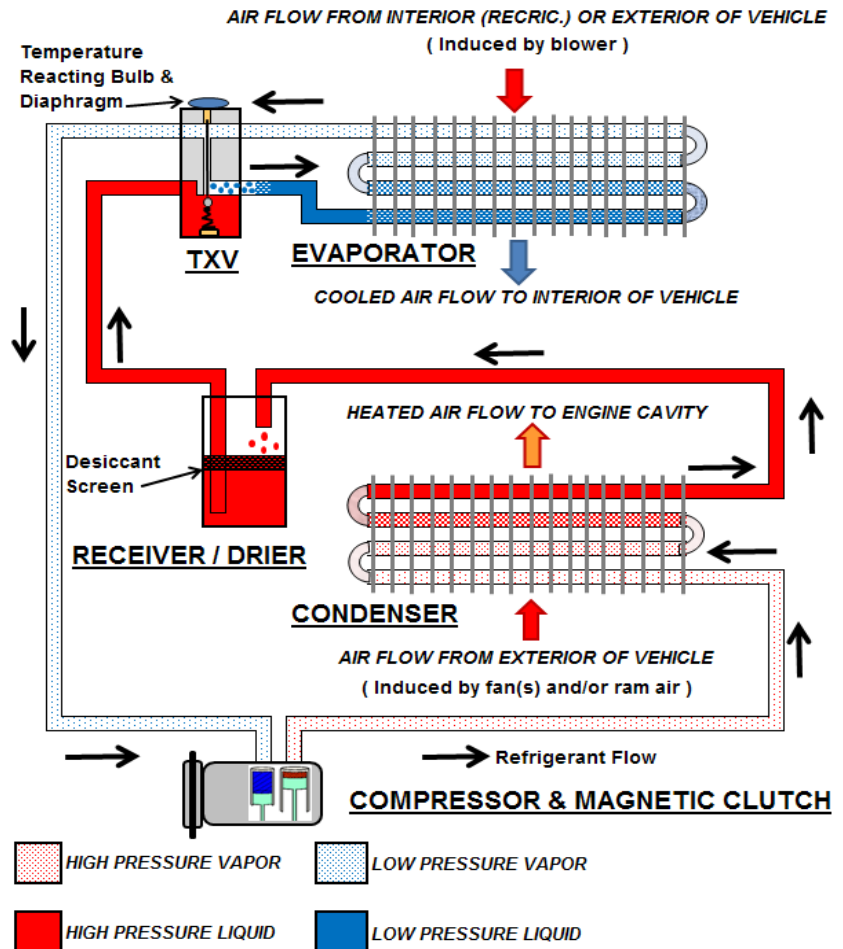 AIR FLOW FROM INTERIOR (RECRIC.) OR EXTERIOR OF VEHICLE
( Induced by blower )
Temperature
Reacting Bulb &
Diaphragm
TXV
EVAPORATOR
COOLED AIR FLOW TO INTERIOR OF VEHICLE
HEATED AIR FLOW TO ENGINE CAVITY
Desiccant
Screen
RECEIVER / DRIER
CONDENSER
AIR FLOW FROM EXTERIOR OF VEHICLE
( Induced by fan(s) and/or ram air )
Refrigerant Flow
COMPRESSOR & MAGNETIC CLUTCH
HIGH PRESSURE VAPOR
LOW PRESSURE VAPOR
HIGH PRESSURE LIQUID
LOW PRESSURE LIQUID